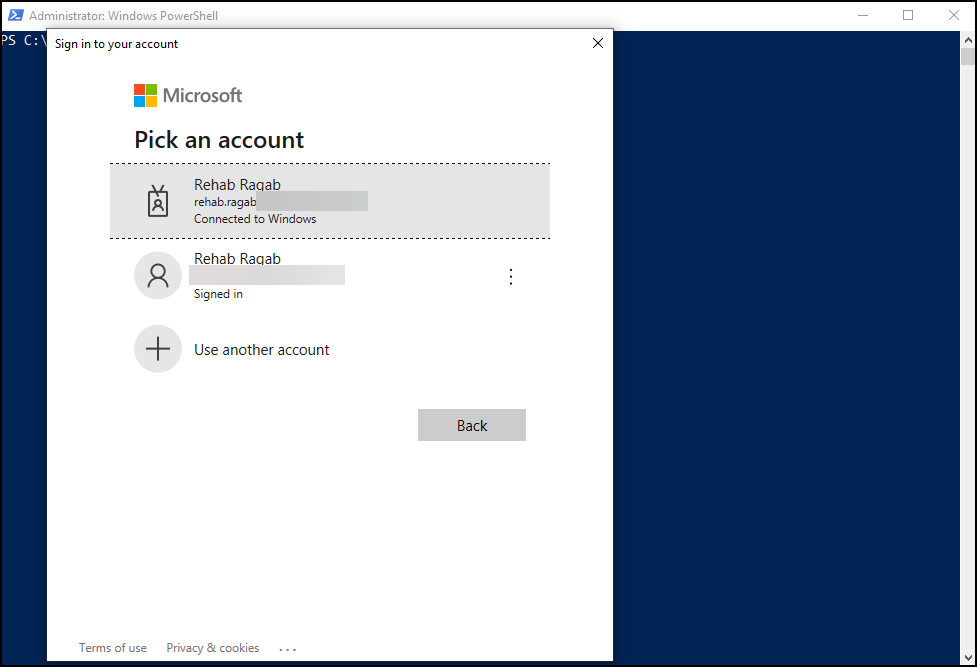 Administrator: Windows PowerShell
PS C:\
Sign in to your account
Microsoft
Pick an account
Rehab Ragab
rehab.ragab
Connected to Windows
Rehab Ragab
Signed in
Use another account
Back
Terms of use Privacy & cookies ...